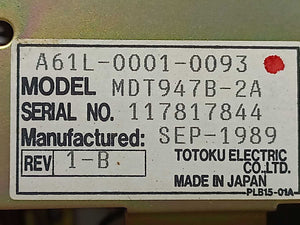 A61L-0001-0093
MODEL MDT947B-2A
SERIAL NO. 117817844
Manufactured: SEP-1989
REV 1-B TOTOKU ELECTRIC
CO.,LTD.
MADE IN JAPAN
PLB15-01A